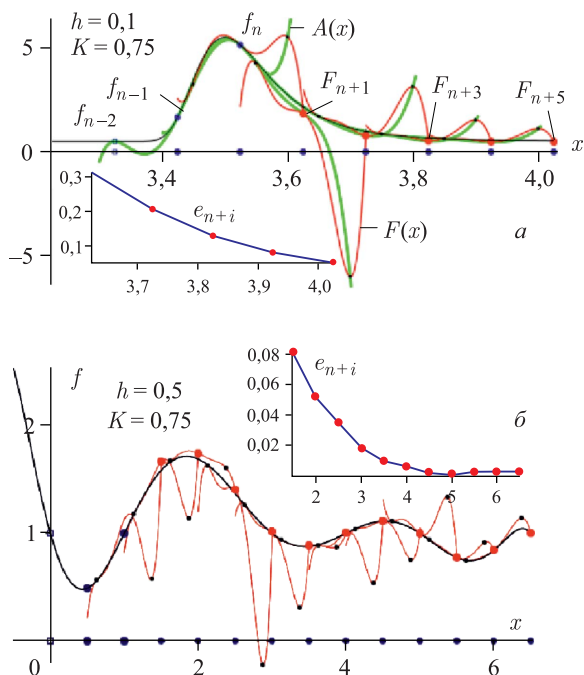 h = 0,1
K = 0,75
5
0
−5
f_n
f_{n−1}
f_{n−2}
A(x)
F_{n+1}
F_{n+3}
F_{n+5}
x
3,4 3,6 3,8 4,0
F(x)
а
0,3
0,2
0,1
e_{n+i}
3,7 3,8 3,9 4,0
f
h = 0,5
K = 0,75
2
1
0 2 4 6
x
0,08
0,06
0,04
0,02
e_{n+i}
б
2 3 4 5 6